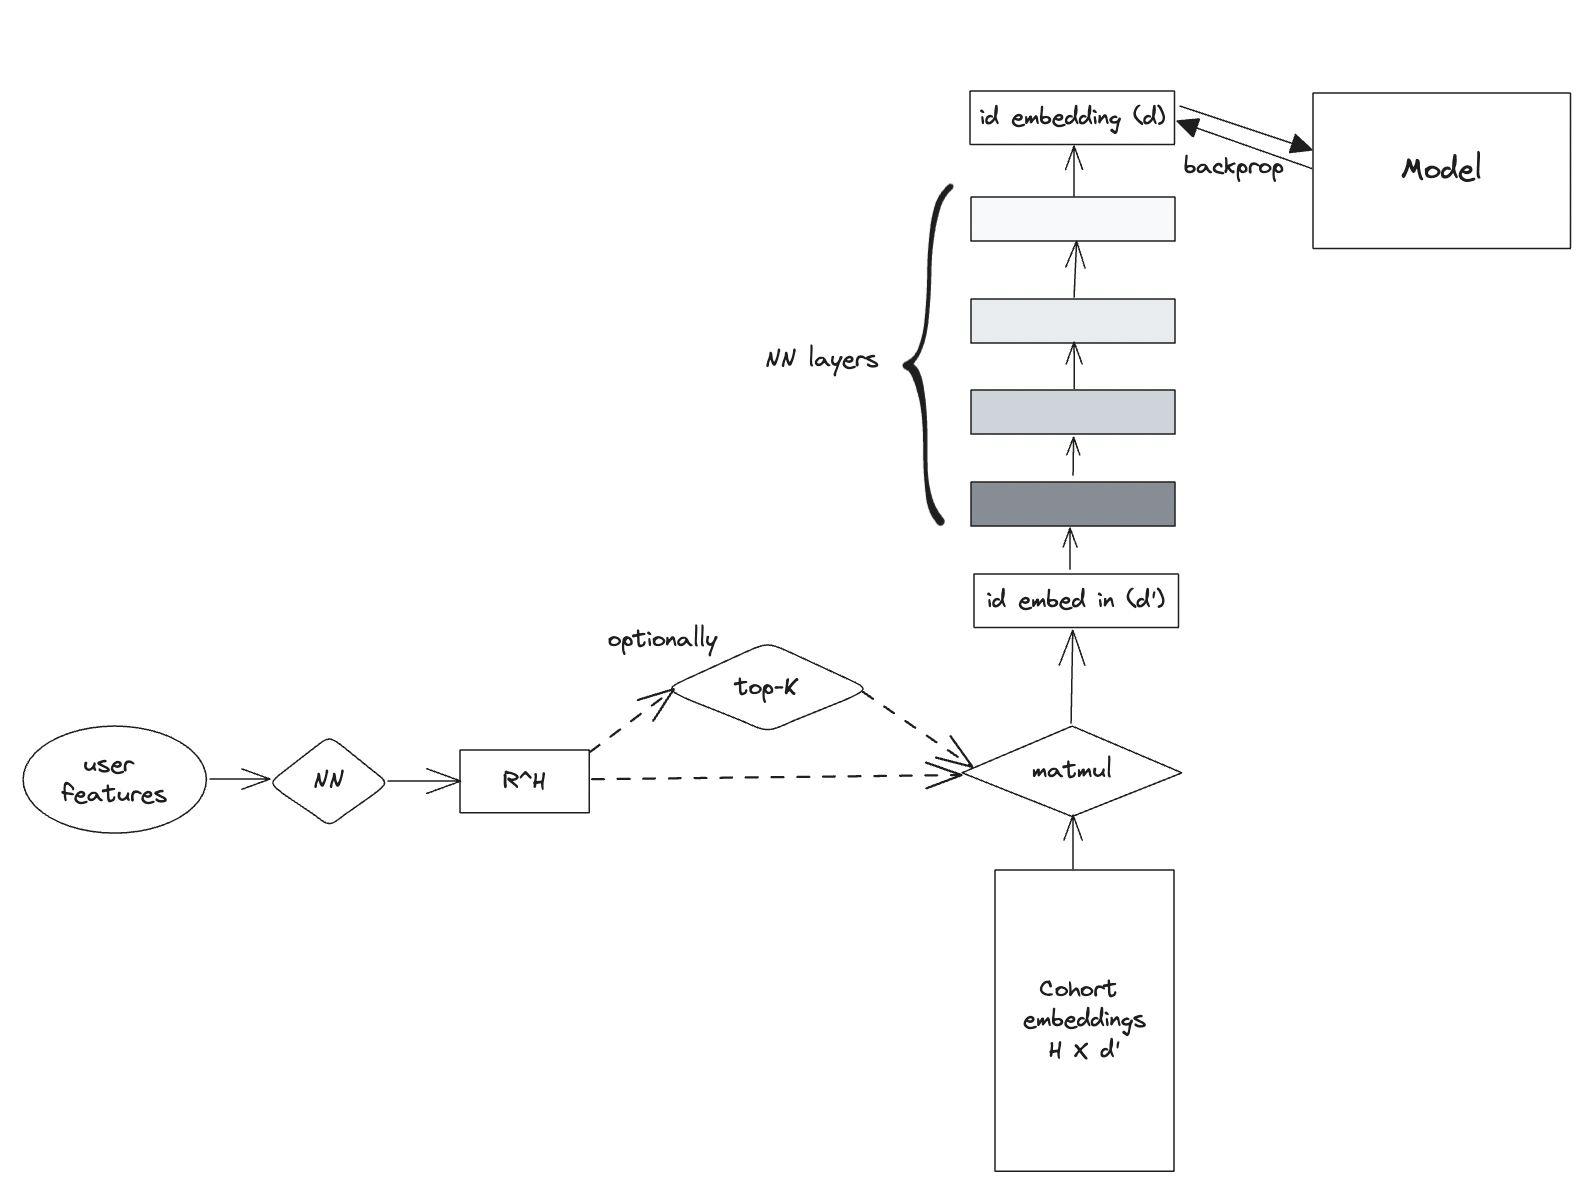 id embedding (d)
backprop
Model
NN layers
id embed in (d')
optionally
top-K
user
features
NN
R^H
matmul
Cohort
embeddings
H X d'